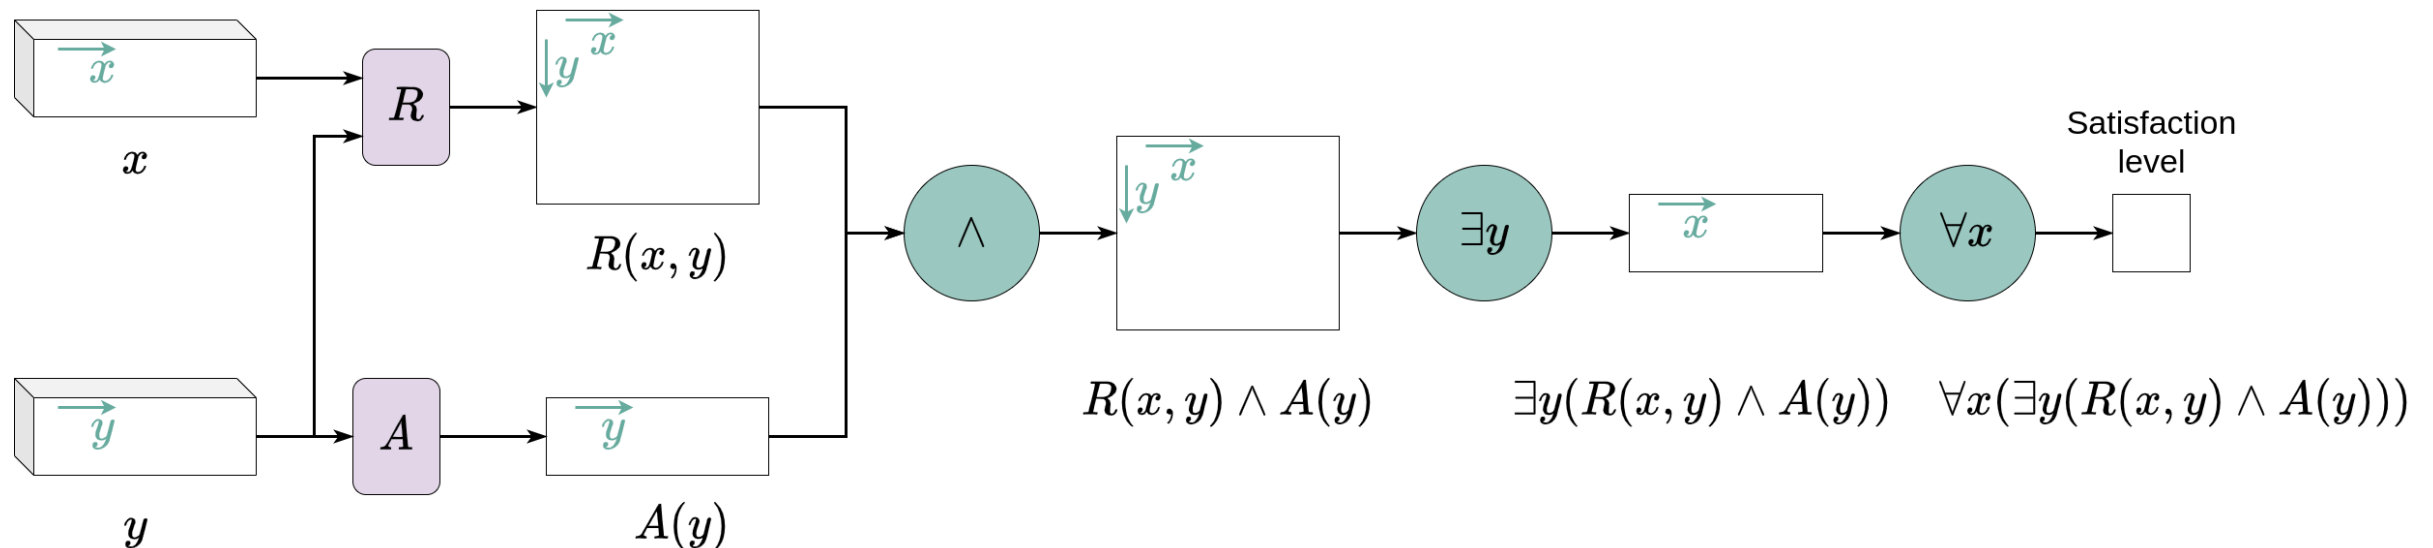 x
x
R
x
y
R(x, y)
y
y
A
y
A(y)
∧
x
y
R(x, y) ∧ A(y)
∃y
x
∃y(R(x, y) ∧ A(y))
∀x
∀x(∃y(R(x, y) ∧ A(y)))
Satisfaction
level